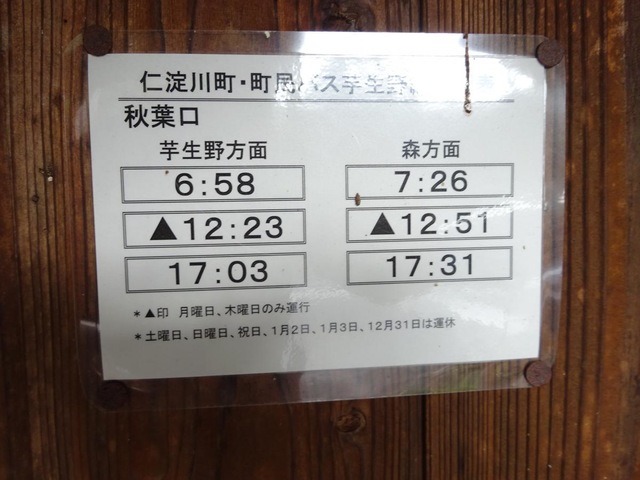 仁淀川町・町民バス芋生野
秋葉口
芋生野方面 森方面
6:58 7:26
▲12:23 ▲12:51
17:03 17:31
＊▲印 月曜日、木曜日のみ運行
＊土曜日、日曜日、祝日、1月2日、1月3日、12月31日は運休